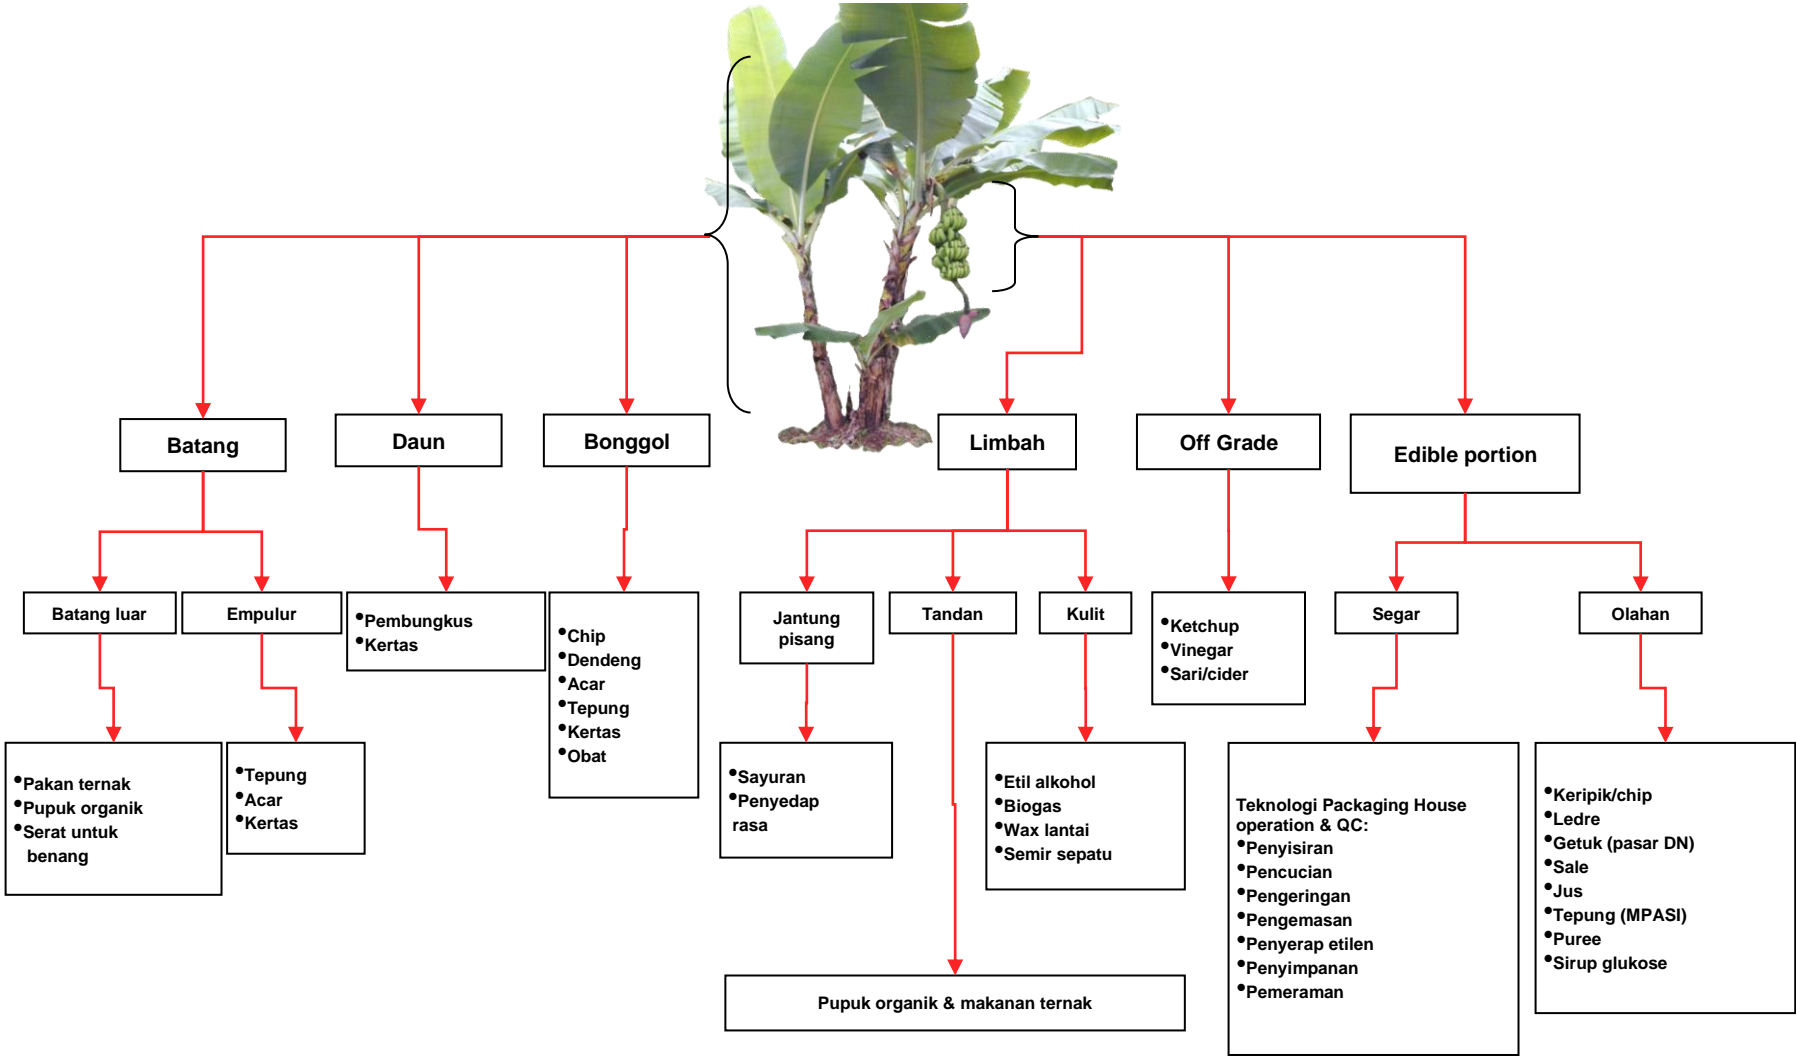 Batang
Daun
Bonggol
Limbah
Off Grade
Edible portion
Batang luar
Empulur
•Pembungkus
•Kertas
•Chip
•Dendeng
•Acar
•Tepung
•Kertas
•Obat
Jantung
pisang
Tandan
Kulit
•Ketchup
•Vinegar
•Sari/cider
Segar
Olahan
•Pakan ternak
•Pupuk organik
•Serat untuk
benang
•Tepung
•Acar
•Kertas
•Sayuran
•Penyedap
rasa
•Etil alkohol
•Biogas
•Wax lantai
•Semir sepatu
Teknologi Packaging House
operation & QC:
•Penyisiran
•Pencucian
•Pengeringan
•Pengemasan
•Penyerap etilen
•Penyimpanan
•Pemeraman
•Keripik/chip
•Ledre
•Getuk (pasar DN)
•Sale
•Jus
•Tepung (MPASI)
•Puree
•Sirup glukose
Pupuk organik & makanan ternak